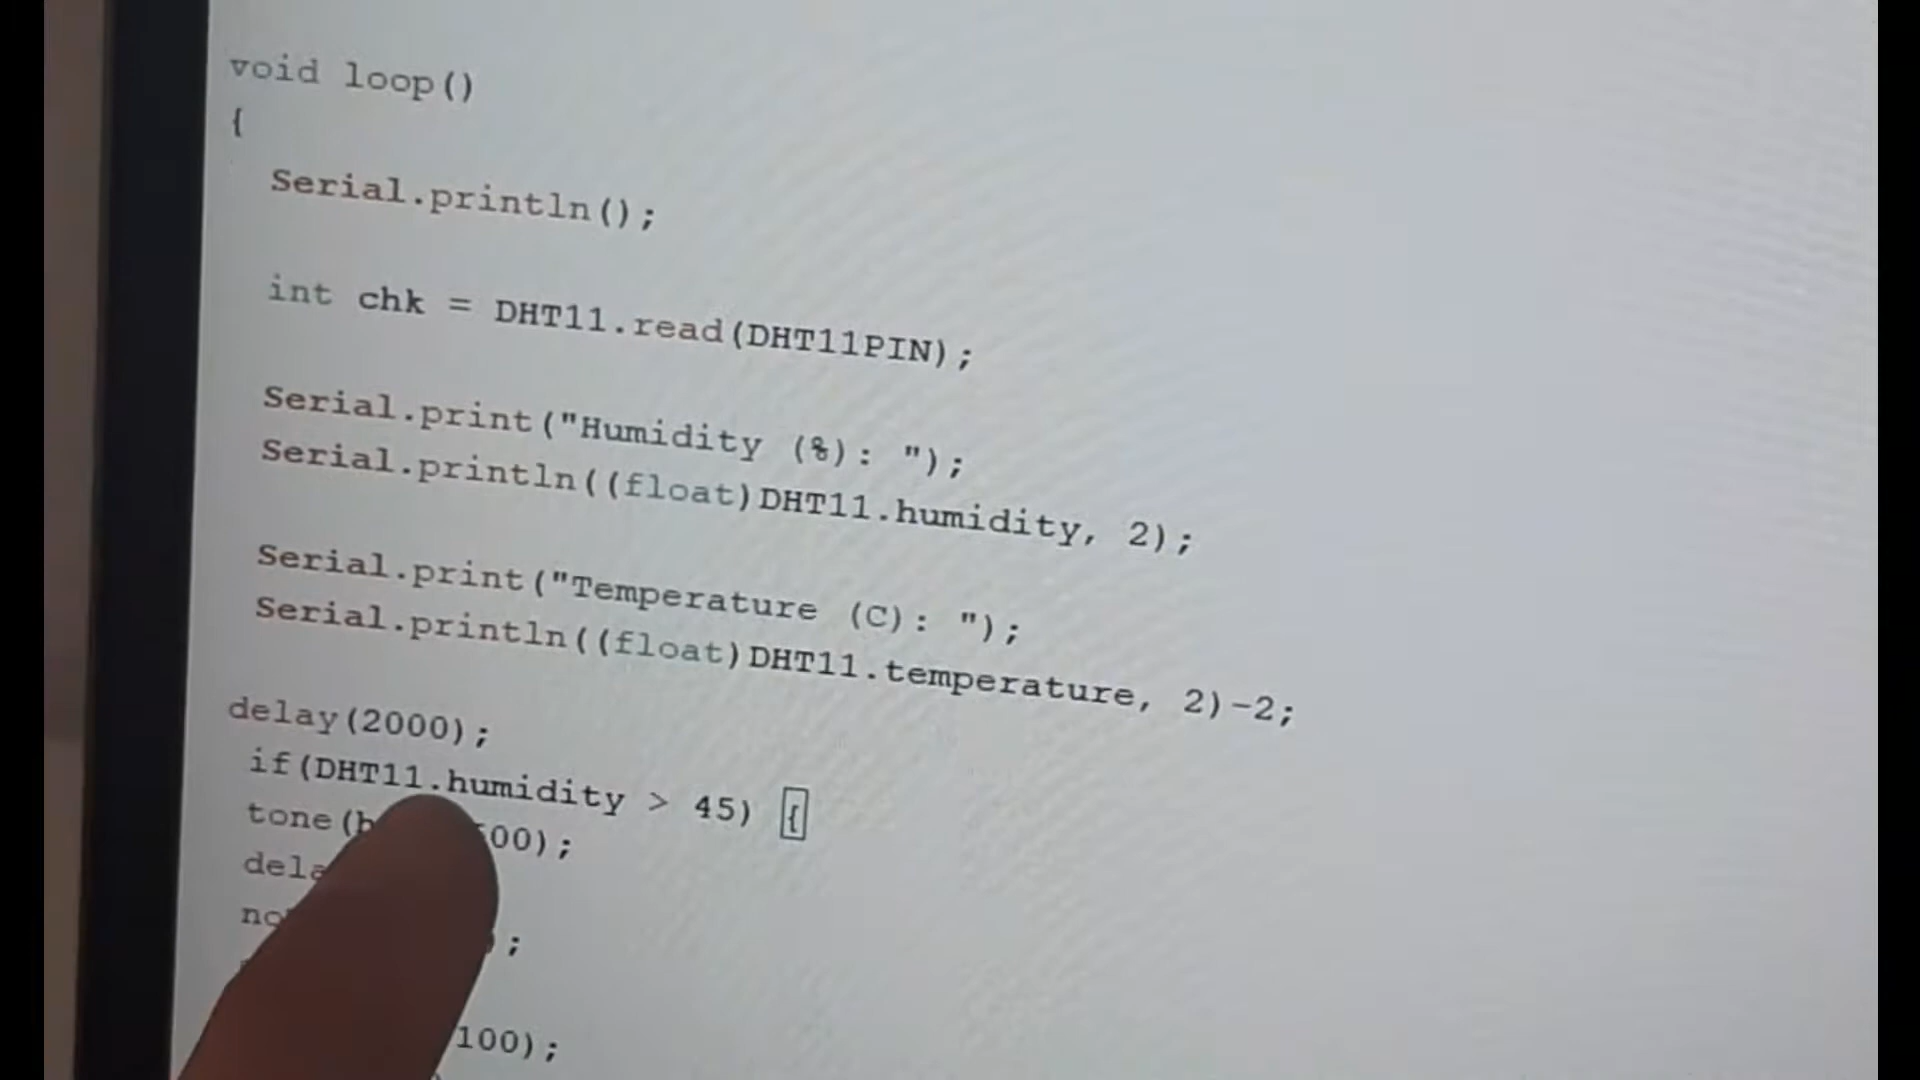 void loop()
{
Serial.println();
int chk = DHT11.read(DHT11PIN);
Serial.print("Humidity (%): ");
Serial.println((float)DHT11.humidity, 2);
Serial.print("Temperature (C): ");
Serial.println((float)DHT11.temperature, 2)-2;
delay(2000);
if(DHT11.humidity > 45) {
tone( 00);
);
100);